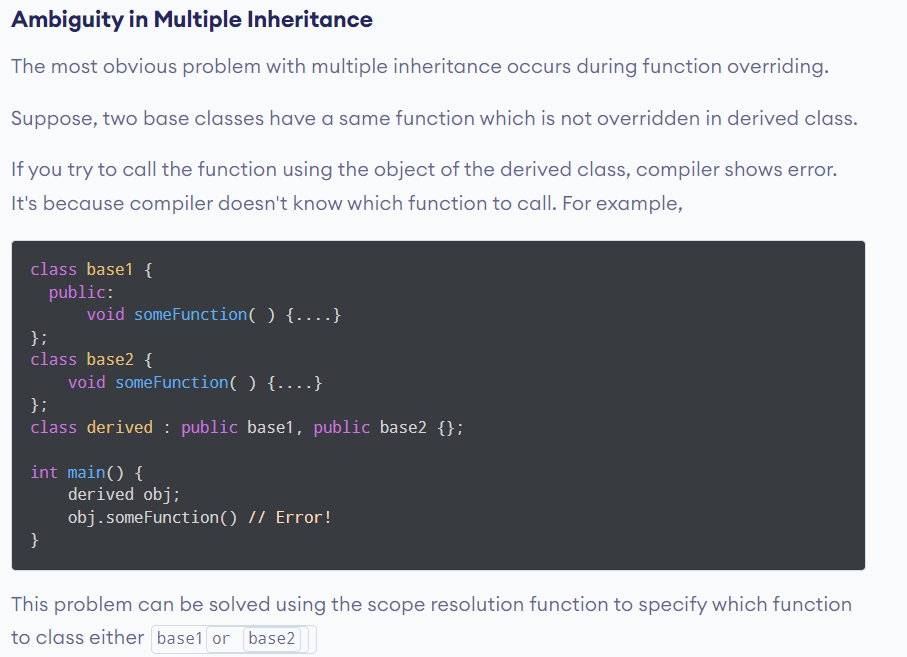 Ambiguity in Multiple Inheritance
The most obvious problem with multiple inheritance occurs during function overriding.
Suppose, two base classes have a same function which is not overridden in derived class.
If you try to call the function using the object of the derived class, compiler shows error.
It's because compiler doesn't know which function to call. For example,
class base1 {
  public:
      void someFunction( ) {....}
};
class base2 {
    void someFunction( ) {....}
};
class derived : public base1, public base2 {};

int main() {
    derived obj;
    obj.someFunction() // Error!
}
This problem can be solved using the scope resolution function to specify which function
to class either base1 or base2